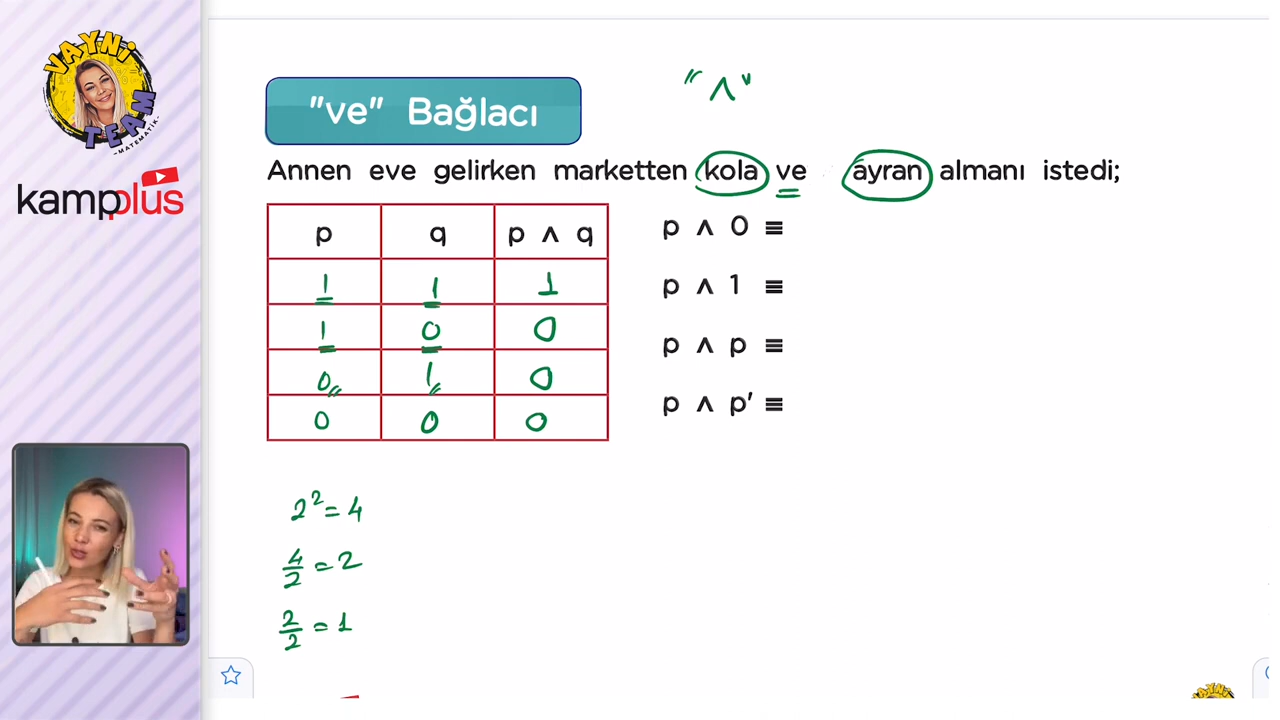 VAYNİ
TEAM
-MATEMATİK-
kampplus
"∧"
"ve" Bağlacı
Annen eve gelirken marketten kola ve ayran almanı istedi;
p q p ∧ q
1 1 1
1 0 0
0 1 0
0 0 0
p ∧ 0 ≡
p ∧ 1 ≡
p ∧ p ≡
p ∧ p' ≡
2² = 4
4/2 = 2
2/2 = 1